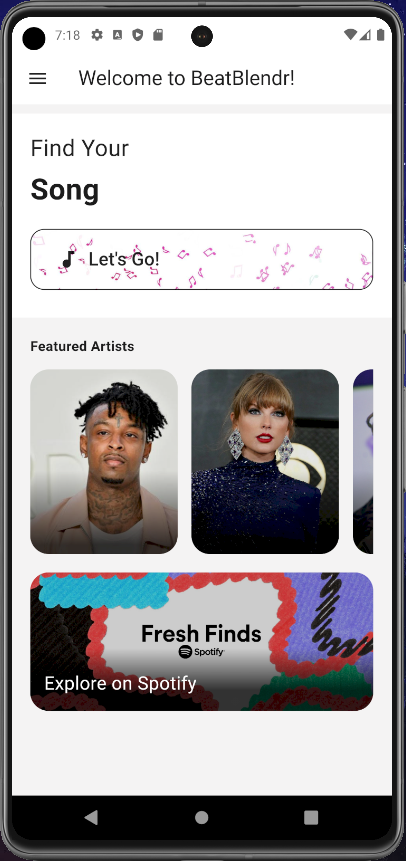 7:18
Welcome to BeatBlendr!
Find Your
Song
Let's Go!
Featured Artists
Fresh Finds
Spotify
Explore on Spotify